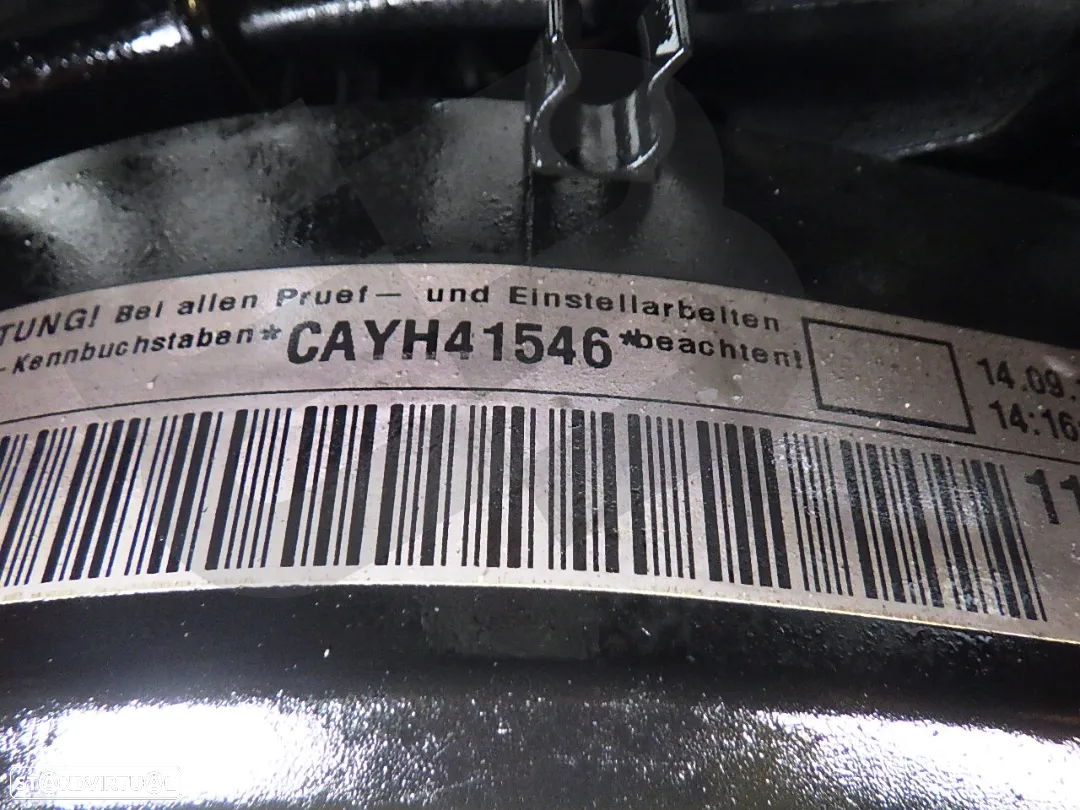 TUNG! Bei allen Pruef— und Einstellarbeiten
-Kennbuchstaben *CAYH41546* beachten!
14.09.
14:16
11